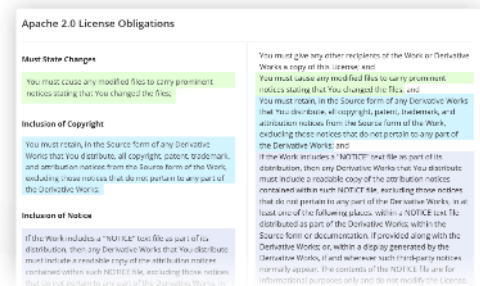 Apache 2.0 License Obligations
Must State Changes
You must cause any modified files to carry prominent
notices stating that You changed the files;
Inclusion of Copyright
You must retain, in the Source form of any Derivative
Works that You distribute, all copyright, patent, trademark,
and attribution notices from the Source form of the Work,
excluding those notices that do not pertain to any part of
the Derivative Works;
Inclusion of Notice
If the Work includes a "NOTICE" text file as part of its
distribution, then any Derivative Works that You distribute
must include a readable copy of the attribution notices
contained within such NOTICE file, excluding those notices
that do not pertain to any part of the Derivative Works, in
You must give any other recipients of the Work or Derivative
Works a copy of this License; and
You must cause any modified files to carry prominent
notices stating that You changed the files; and
You must retain, in the Source form of any Derivative Works
that You distribute, all copyright, patent, trademark, and
attribution notices from the Source form of the Work,
excluding those notices that do not pertain to any part of
the Derivative Works; and
If the Work includes a "NOTICE" text file as part of its
distribution, then any Derivative Works that You distribute
must include a readable copy of the attribution notices
contained within such NOTICE file, excluding those notices
that do not pertain to any part of the Derivative Works, in at
least one of the following places: within a NOTICE text file
distributed as part of the Derivative Works; within the
Source form or documentation, if provided along with the
Derivative Works; or, within a display generated by the
Derivative Works, if and wherever such third-party notices
normally appear. The contents of the NOTICE file are for
informational purposes only and do not modify the License.